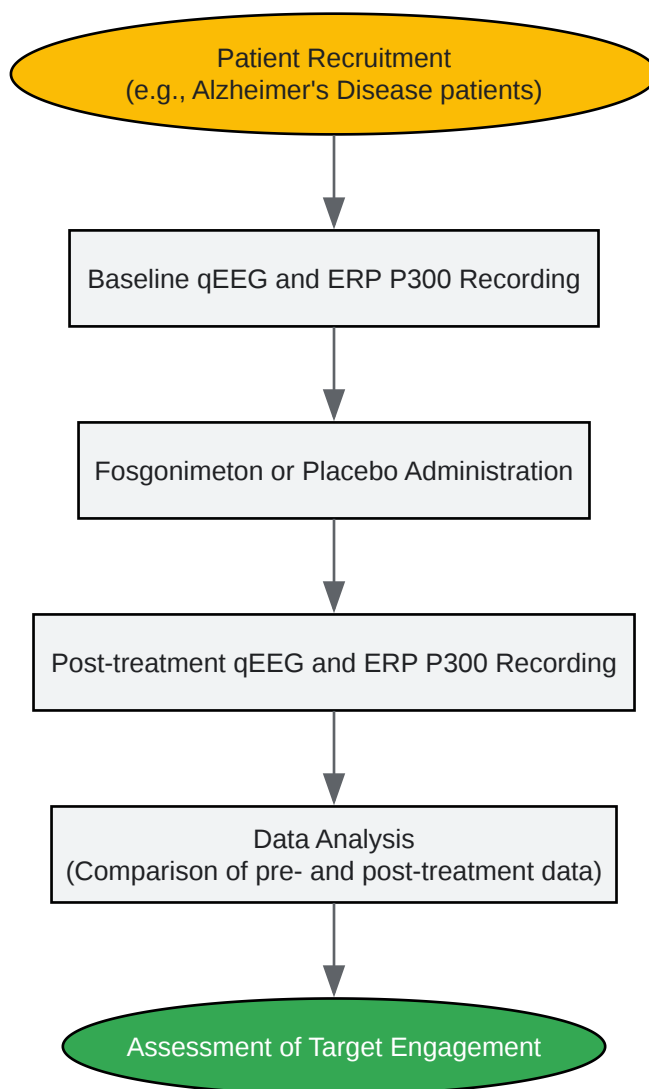 Patient Recruitment
(e.g., Alzheimer's Disease patients)
Baseline qEEG and ERP P300 Recording
Fosgonimeton or Placebo Administration
Post-treatment qEEG and ERP P300 Recording
Data Analysis
(Comparison of pre- and post-treatment data)
Assessment of Target Engagement